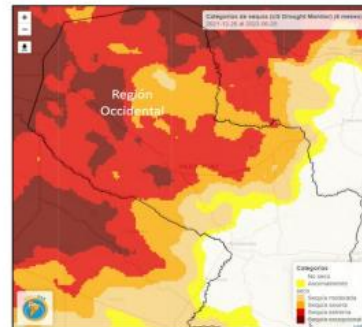 Categorías de sequía (US Drought Monitor) (6 meses)
Región
Occidental
Categorías
No seco
Anormalmente
seco
Sequía moderada
Sequía severa
Sequía extrema
Sequía excepcional